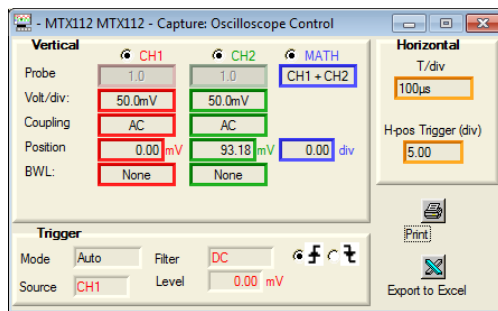 - MTX112 MTX112 - Capture: Oscilloscope Control
Vertical
CH1 CH2 MATH
Probe 1.0 1.0 CH1 + CH2
Volt/div: 50.0mV 50.0mV
Coupling AC AC
Position 0.00 mV 93.18 mV 0.00 div
BWL: None None
Horizontal
T/div
100µs
H-pos Trigger (div)
5.00
Trigger
Mode Auto Filter DC
Source CH1 Level 0.00 mV
Print
Export to Excel